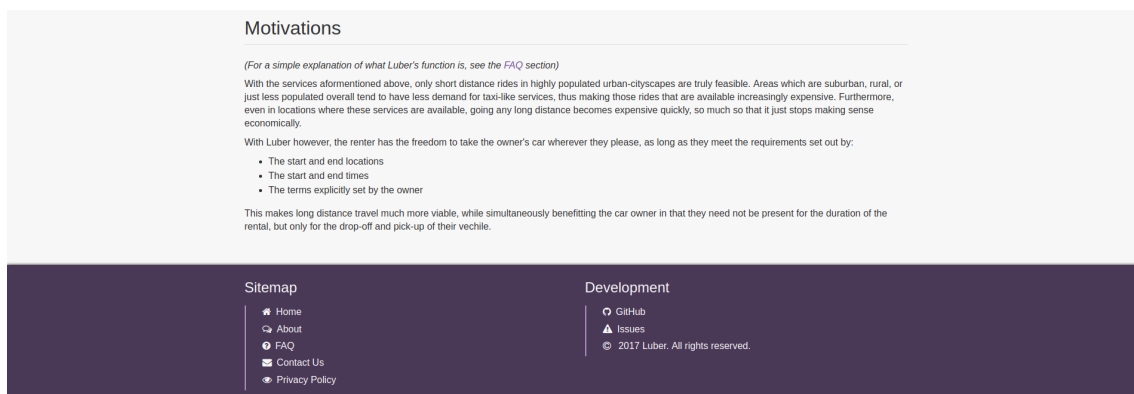 Motivations
(For a simple explanation of what Luber's function is, see the FAQ section)
With the services aformentioned above, only short distance rides in highly populated urban-cityscapes are truly feasible. Areas which are suburban, rural, or
just less populated overall tend to have less demand for taxi-like services, thus making those rides that are available increasingly expensive. Furthermore,
even in locations where these services are available, going any long distance becomes expensive quickly, so much so that it just stops making sense
economically.
With Luber however, the renter has the freedom to take the owner's car wherever they please, as long as they meet the requirements set out by:
• The start and end locations
• The start and end times
• The terms explicitly set by the owner
This makes long distance travel much more viable, while simultaneously benefitting the car owner in that they need not be present for the duration of the
rental, but only for the drop-off and pick-up of their vechile.
Sitemap
Home
About
FAQ
Contact Us
Privacy Policy
Development
GitHub
Issues
© 2017 Luber. All rights reserved.